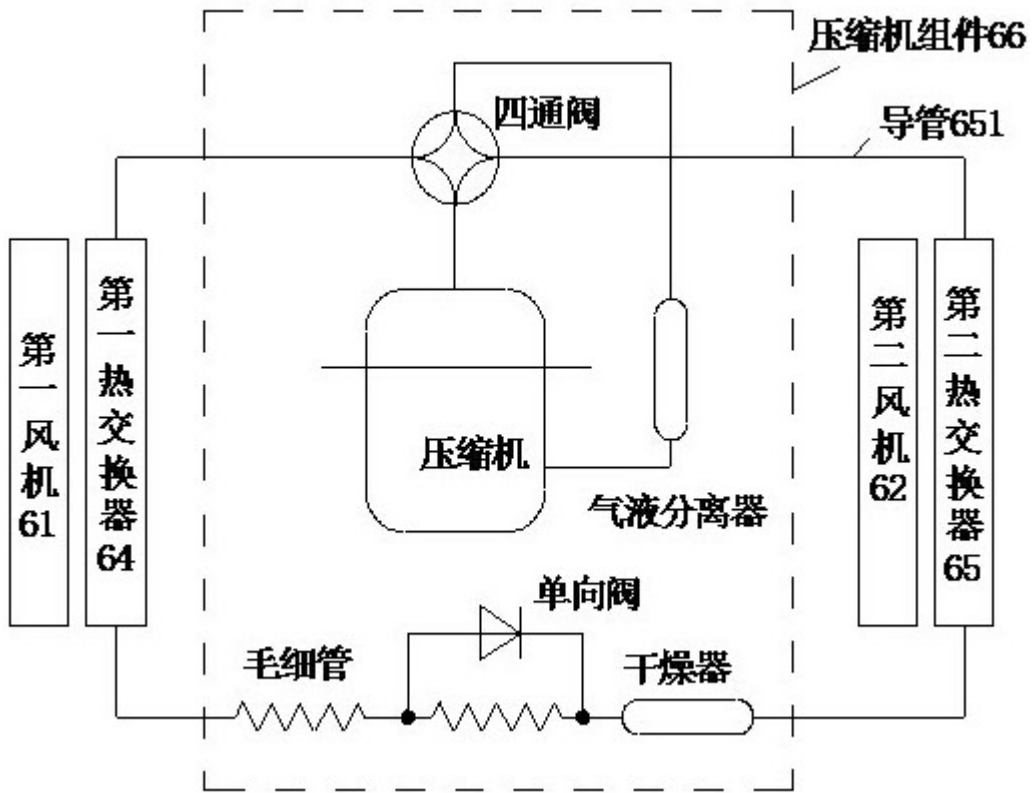 压缩机组件66
四通阀
导管651
第一风机61
第一热交换器64
第二风机62
第二热交换器65
压缩机
气液分离器
单向阀
毛细管
干燥器